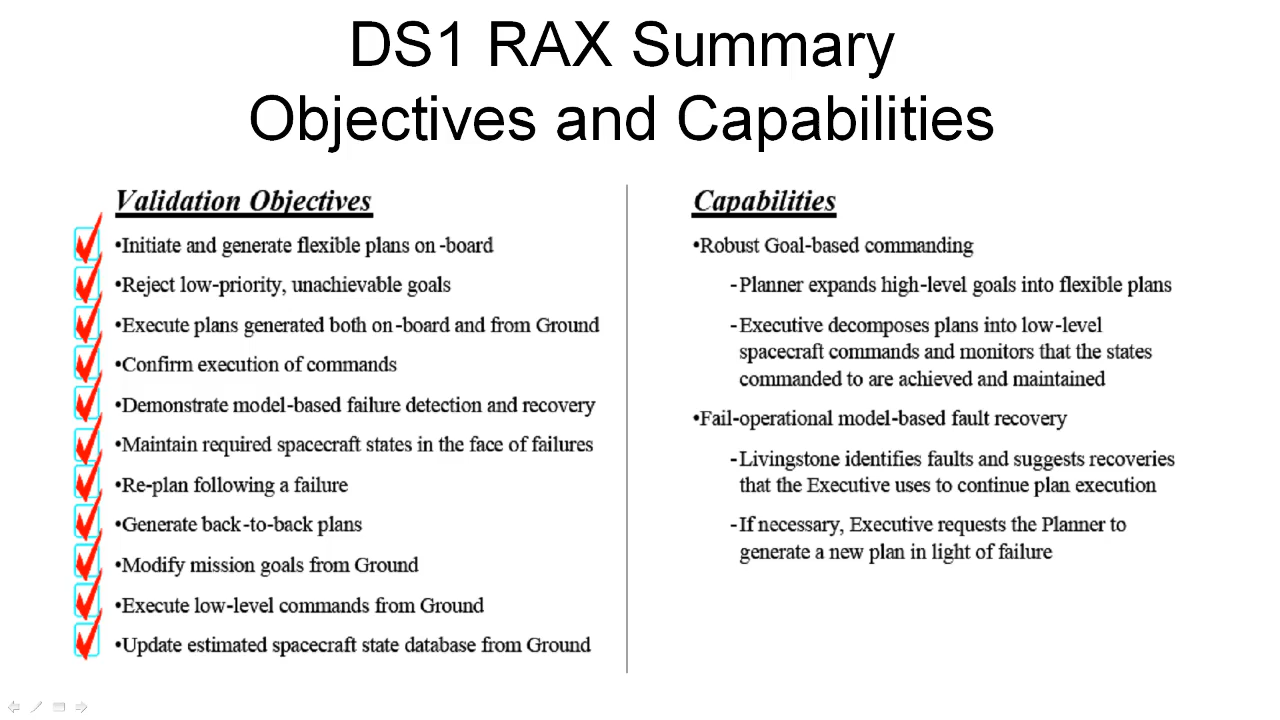 DS1 RAX Summary
Objectives and Capabilities
Validation Objectives
•Initiate and generate flexible plans on-board
•Reject low-priority, unachievable goals
•Execute plans generated both on-board and from Ground
•Confirm execution of commands
•Demonstrate model-based failure detection and recovery
•Maintain required spacecraft states in the face of failures
•Re-plan following a failure
•Generate back-to-back plans
•Modify mission goals from Ground
•Execute low-level commands from Ground
•Update estimated spacecraft state database from Ground
Capabilities
•Robust Goal-based commanding
-Planner expands high-level goals into flexible plans
-Executive decomposes plans into low-level
spacecraft commands and monitors that the states
commanded to are achieved and maintained
•Fail-operational model-based fault recovery
-Livingstone identifies faults and suggests recoveries
that the Executive uses to continue plan execution
-If necessary, Executive requests the Planner to
generate a new plan in light of failure